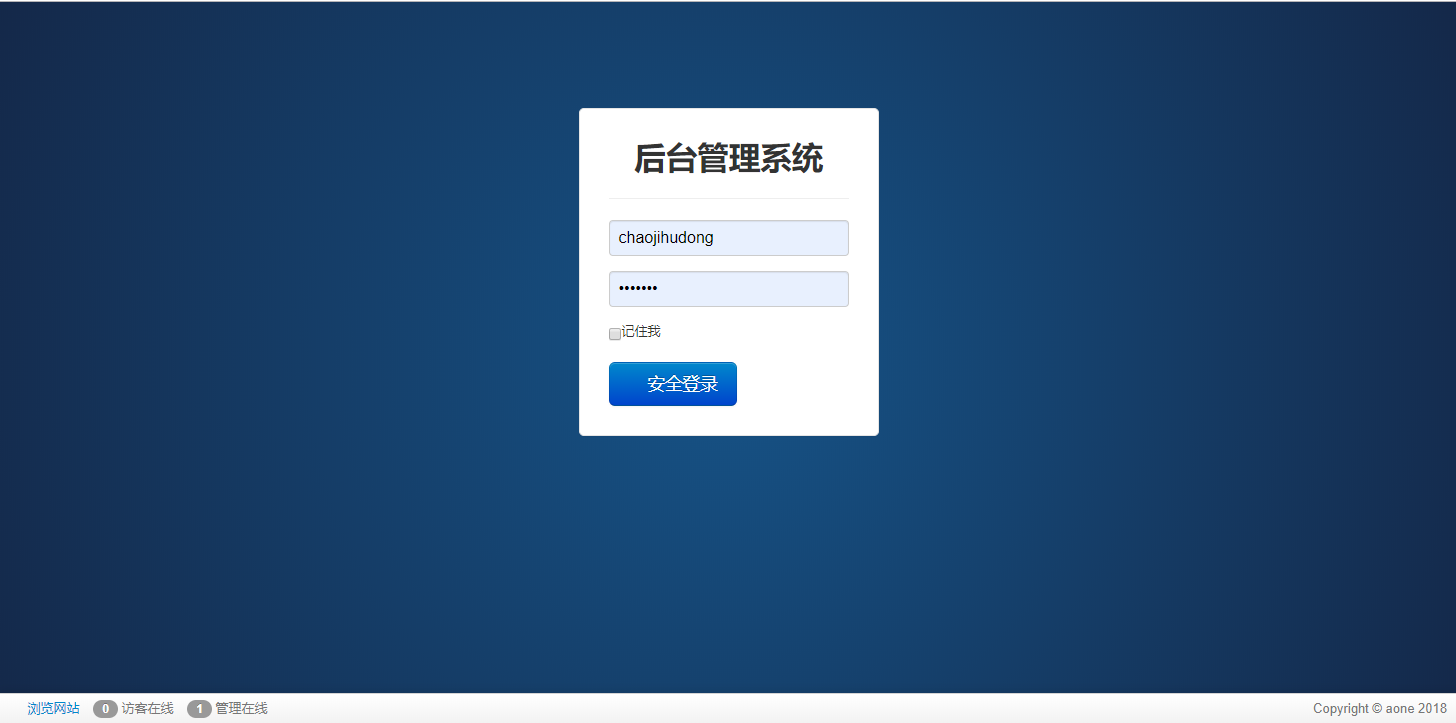 后台管理系统
chaojihudong
•••••••
记住我
安全登录
浏览网站 0 访客在线 1 管理在线 Copyright © aone 2018